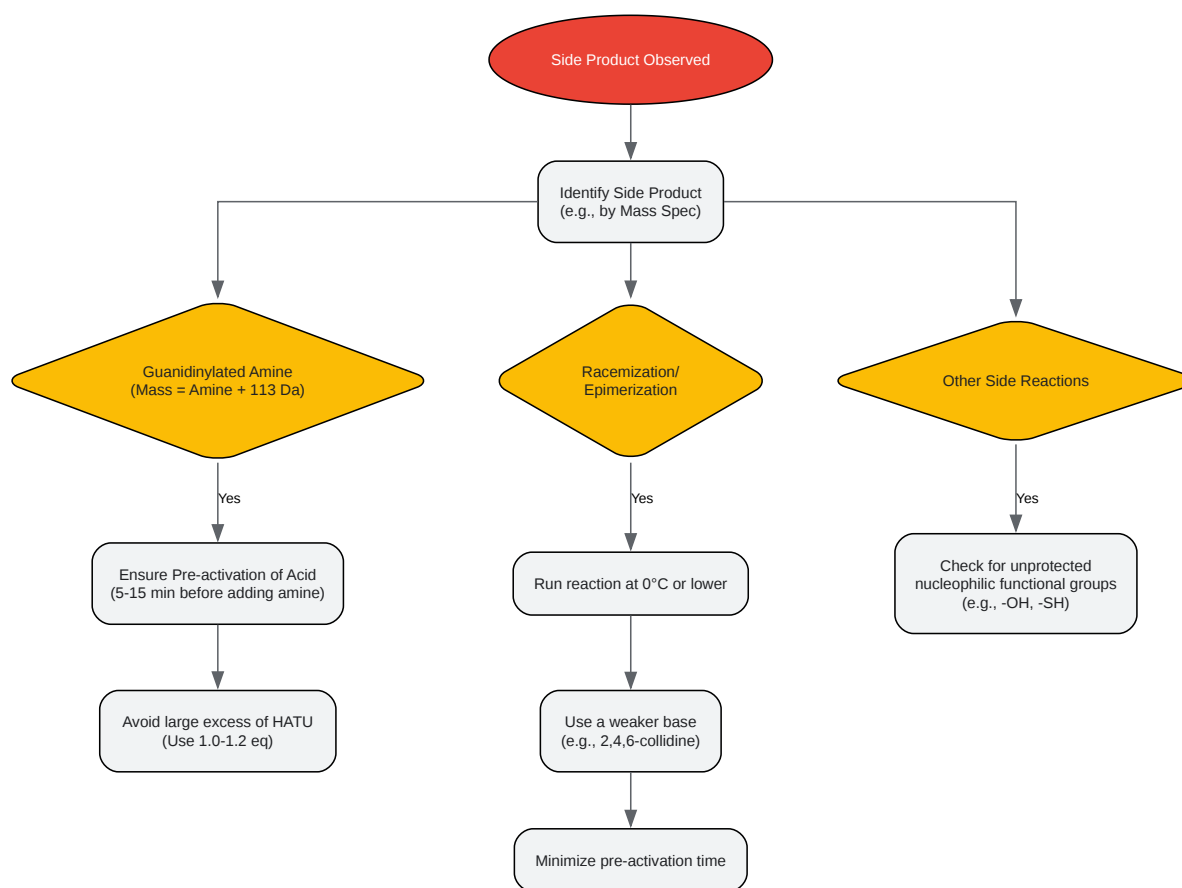 Side Product Observed
Identify Side Product
(e.g., by Mass Spec)
Guanidinylated Amine
(Mass = Amine + 113 Da)
Racemization/
Epimerization
Other Side Reactions
Yes
Yes
Yes
Ensure Pre-activation of Acid
(5-15 min before adding amine)
Run reaction at 0°C or lower
Check for unprotected
nucleophilic functional groups
(e.g., -OH, -SH)
Avoid large excess of HATU
(Use 1.0-1.2 eq)
Use a weaker base
(e.g., 2,4,6-collidine)
Minimize pre-activation time